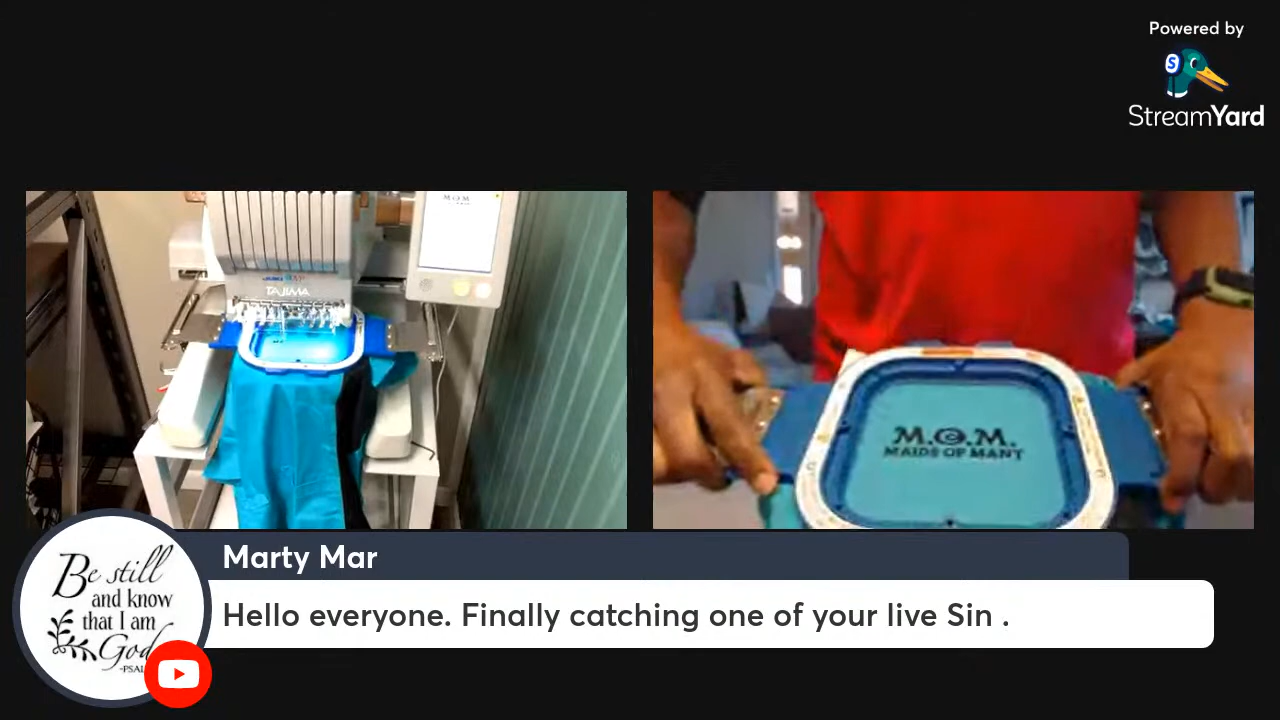 Powered by
StreamYard
M.O.M.
TAJIMA
M.O.M.
MAIDS OF MANY
Marty Mar
Hello everyone. Finally catching one of your live Sin .
Be still
and know
that I am
God